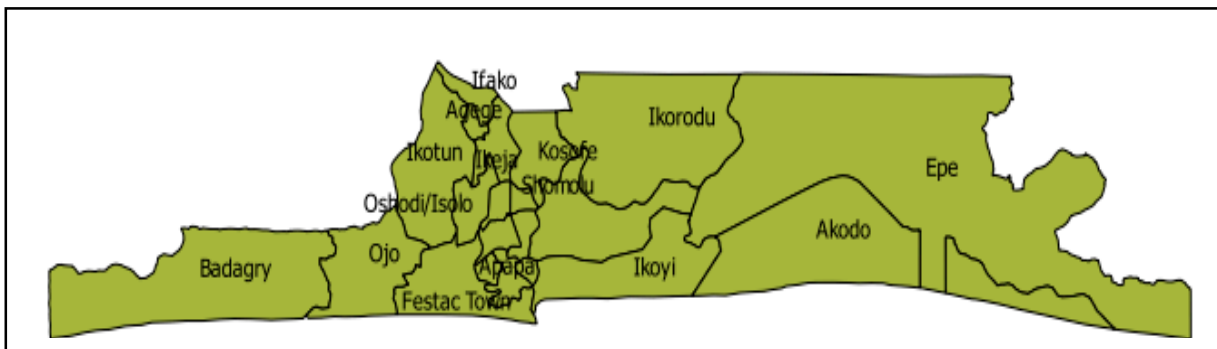 Ifako
Agege
Ikorodu
Ikotun
Ikeja
Kosofe
Epe
Shomolu
Oshodi/Isolo
Akodo
Ojo
Badagry
Apapa
Ikoyi
Festac Town